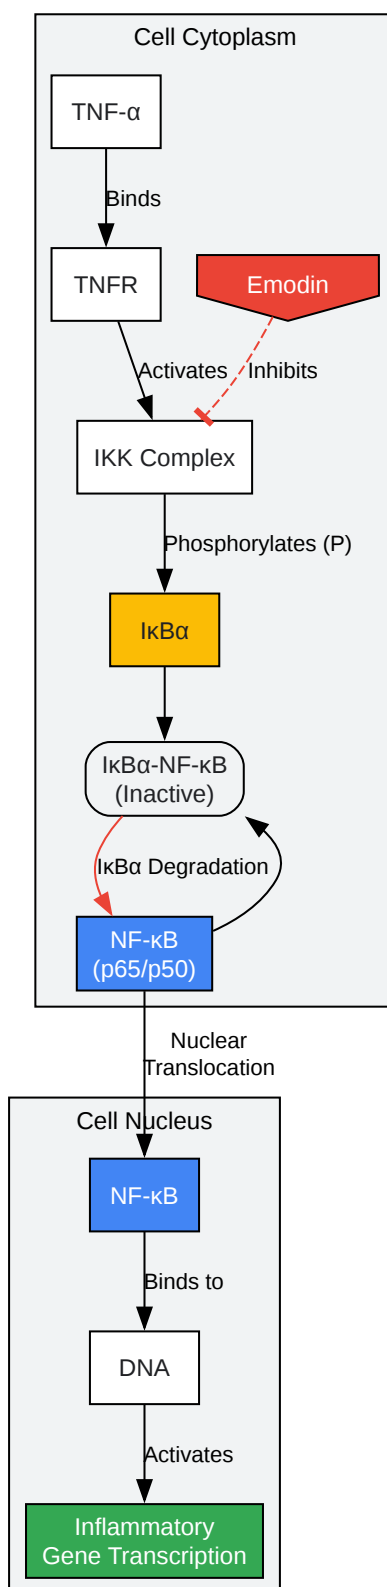 Cell Cytoplasm
TNF-α
Binds
TNFR
Emodin
Activates
Inhibits
IKK Complex
Phosphorylates (P)
IκBα
IκBα-NF-κB
(Inactive)
IκBα Degradation
NF-κB
(p65/p50)
Nuclear
Translocation
Cell Nucleus
NF-κB
Binds to
DNA
Activates
Inflammatory
Gene Transcription